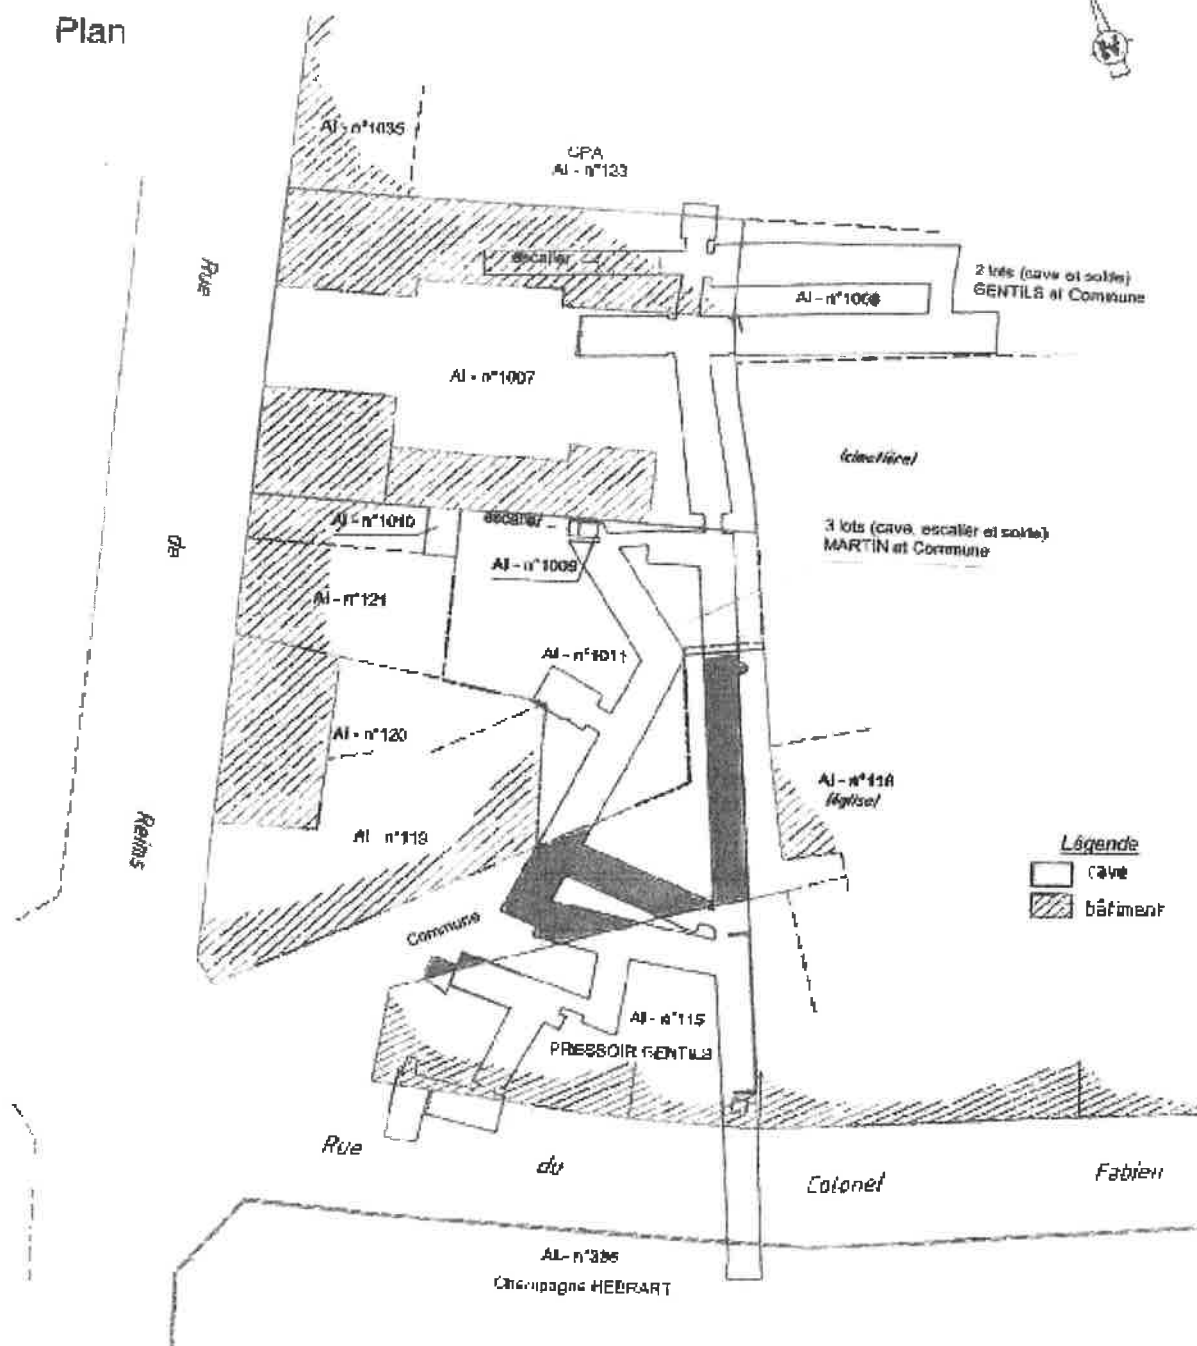 Plan
N
AI - n°1035
CPA
AI - n°123
Rue
escalier
2 lots (cave et solde)
GENTILS et Commune
AI - n°1008
AI - n°1007
(cimetière)
de
AI - n°1010
escalier
3 lots (cave, escalier et solde)
MARTIN et Commune
AI - n°1009
AI - n°121
AI - n°1011
AI - n°120
AI - n°116
(église)
Reims
AI n°119
Légende
cave
bâtiment
Commune
AI - n°115
PRESSOIR GENTILS
Rue
du
Colonel
Fabien
Champagne HEBRART